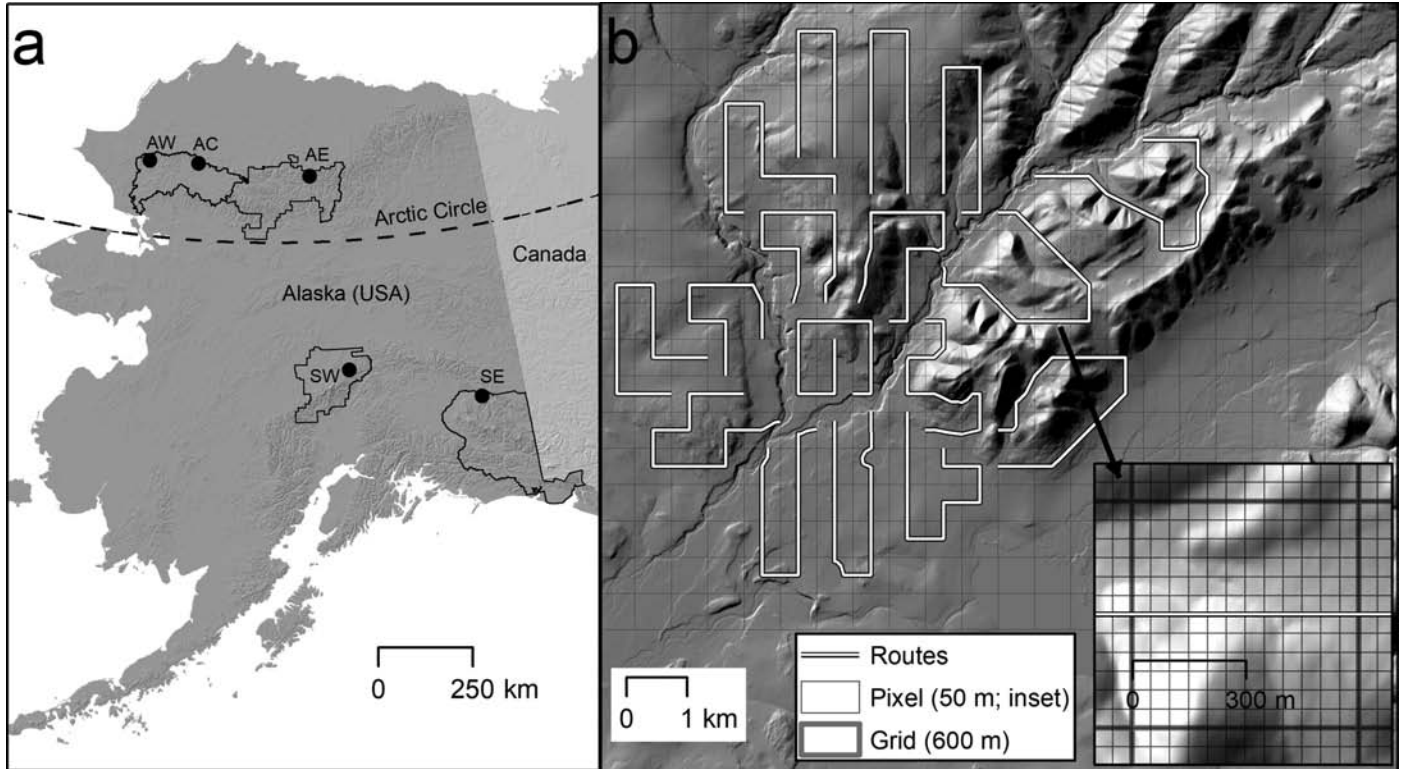 a
AW
AC
AE
Arctic Circle
Canada
Alaska (USA)
SW
SE
0 250 km
b
0 1 km
Routes
Pixel (50 m; inset)
Grid (600 m)
0 300 m